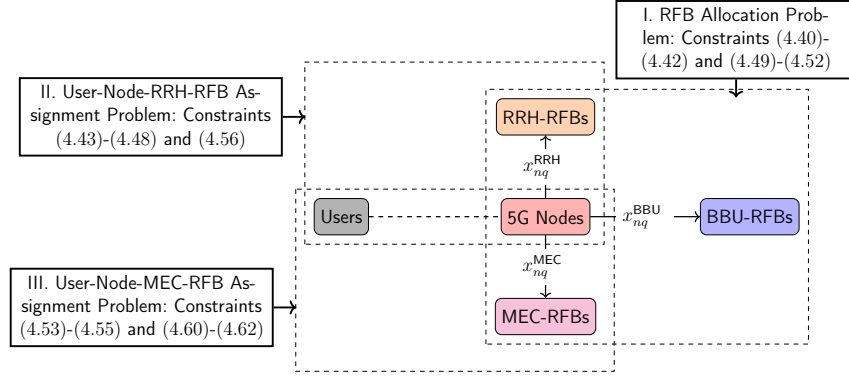 I. RFB Allocation Prob-
lem: Constraints (4.40)-
(4.42) and (4.49)-(4.52)
II. User-Node-RRH-RFB As-
signment Problem: Constraints
(4.43)-(4.48) and (4.56)
RRH-RFBs
x_{nq}^{RRH}
Users
5G Nodes
x_{nq}^{BBU}
BBU-RFBs
x_{nq}^{MEC}
III. User-Node-MEC-RFB As-
signment Problem: Constraints
(4.53)-(4.55) and (4.60)-(4.62)
MEC-RFBs